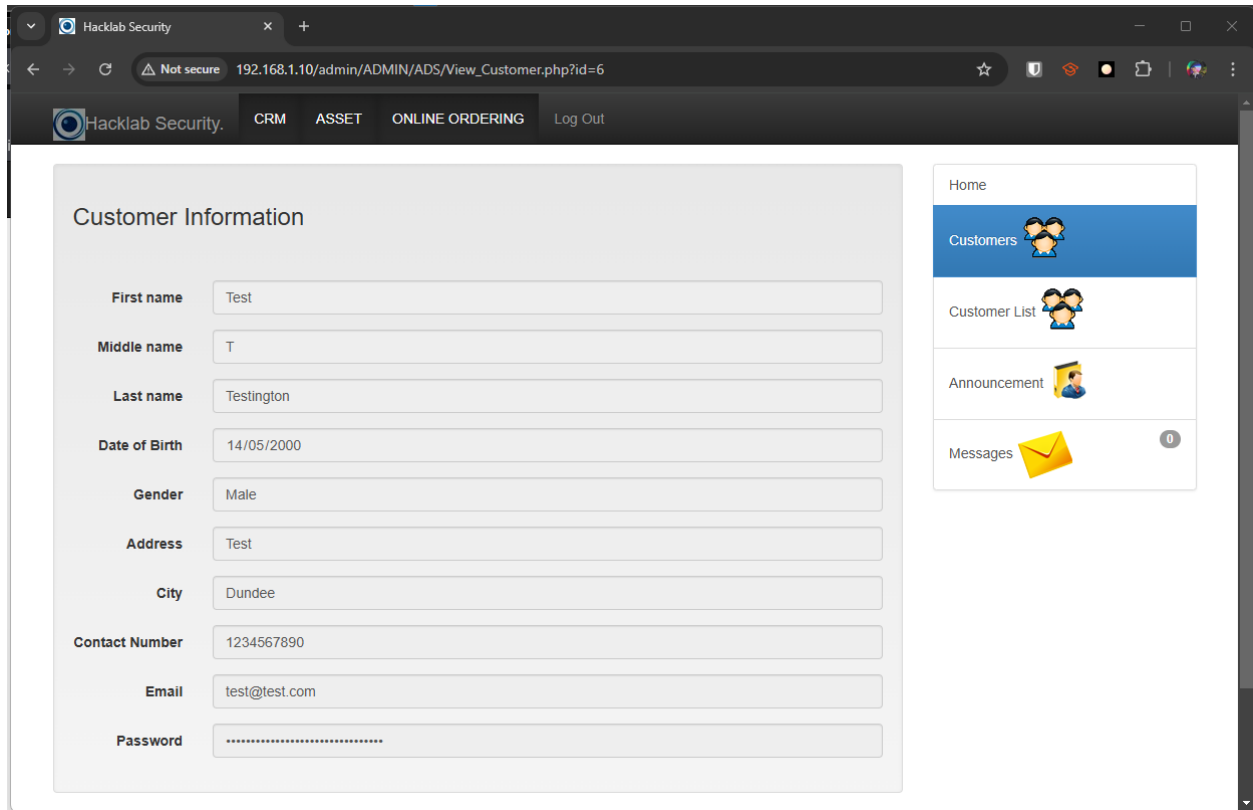 Hacklab Security
Not secure 192.168.1.10/admin/ADMIN/ADS/View_Customer.php?id=6
Hacklab Security. CRM ASSET ONLINE ORDERING Log Out
Customer Information
First name Test
Middle name T
Last name Testington
Date of Birth 14/05/2000
Gender Male
Address Test
City Dundee
Contact Number 1234567890
Email test@test.com
Password ••••••••••••••••••••••••••••••••
Home
Customers
Customer List
Announcement
Messages 0